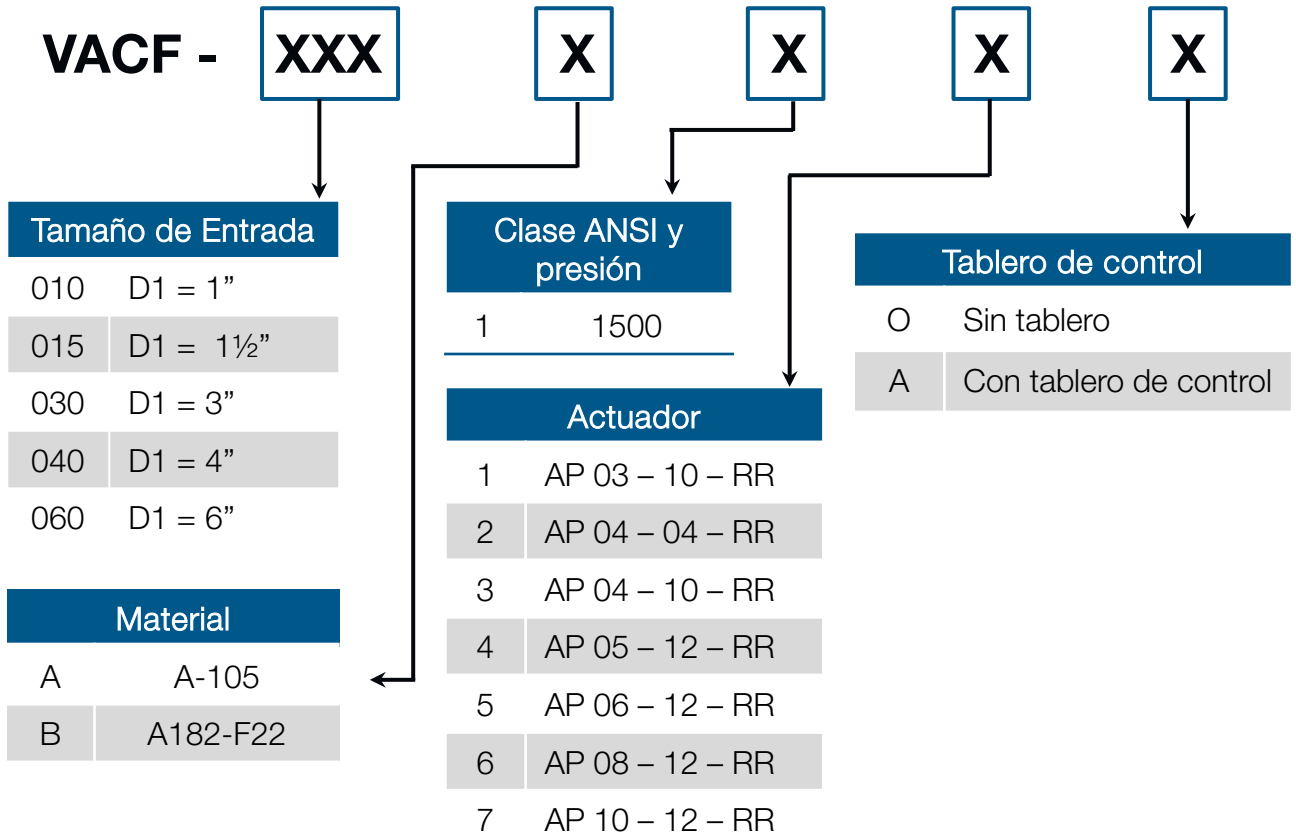 VACF - XXX X X X X
Tamaño de Entrada
010 D1 = 1”
015 D1 = 1½”
030 D1 = 3”
040 D1 = 4”
060 D1 = 6”
Material
A A-105
B A182-F22
Clase ANSI y
presión
1 1500
Actuador
1 AP 03 – 10 – RR
2 AP 04 – 04 – RR
3 AP 04 – 10 – RR
4 AP 05 – 12 – RR
5 AP 06 – 12 – RR
6 AP 08 – 12 – RR
7 AP 10 – 12 – RR
Tablero de control
O Sin tablero
A Con tablero de control